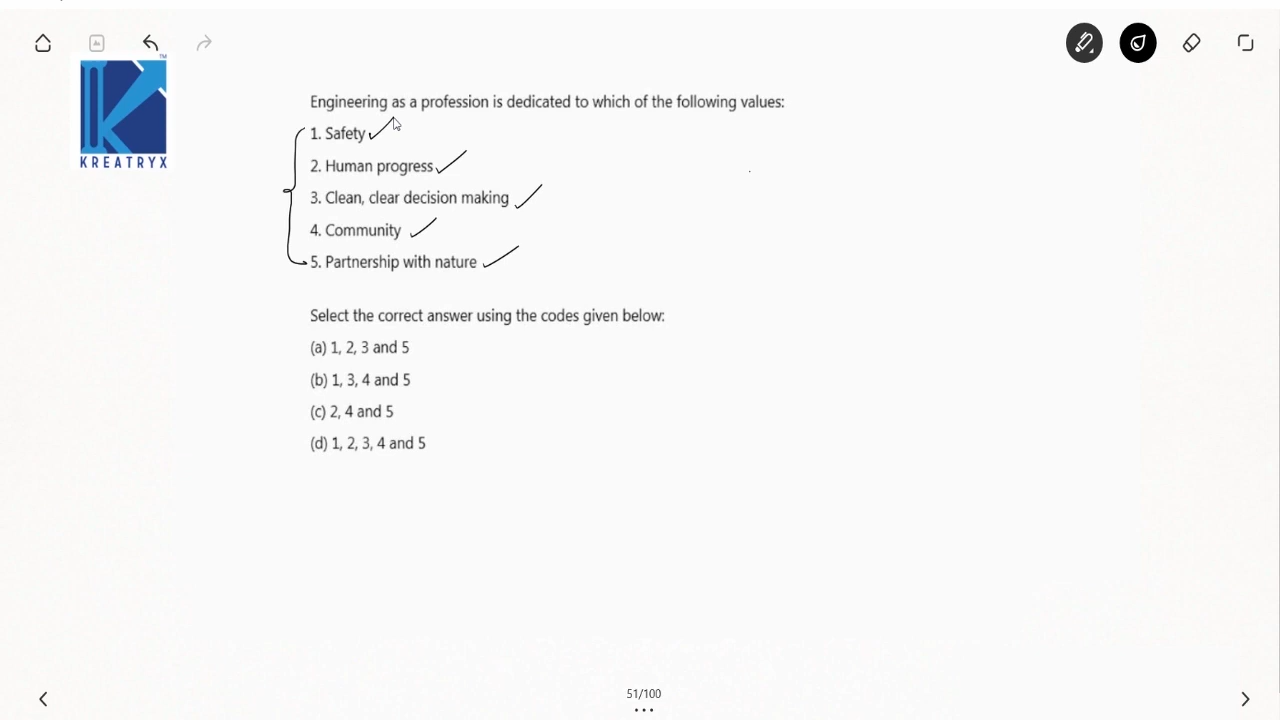 TM
KREATRYX
Engineering as a profession is dedicated to which of the following values:
1. Safety
2. Human progress
3. Clean, clear decision making
4. Community
5. Partnership with nature
Select the correct answer using the codes given below:
(a) 1, 2, 3 and 5
(b) 1, 3, 4 and 5
(c) 2, 4 and 5
(d) 1, 2, 3, 4 and 5
51/100